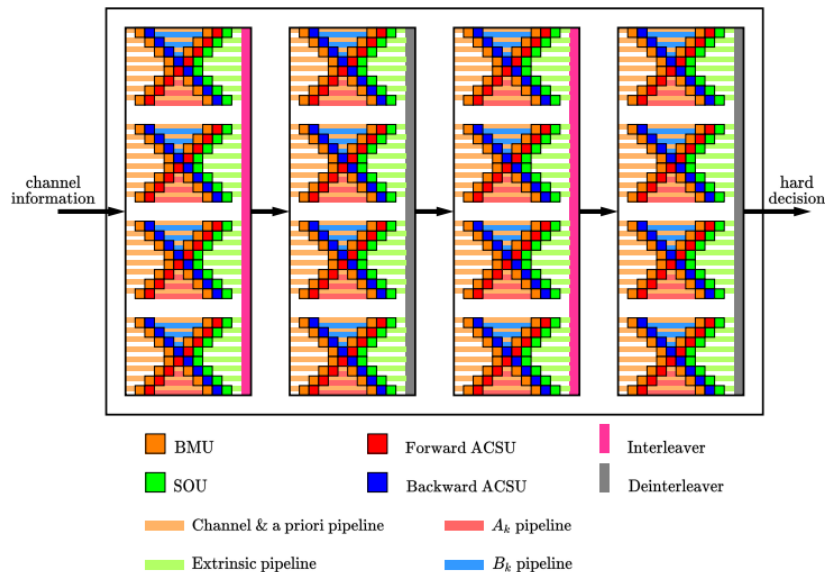 channel
information
hard
decision
BMU
Forward ACSU
Interleaver
SOU
Backward ACSU
Deinterleaver
Channel & a priori pipeline
A_k pipeline
Extrinsic pipeline
B_k pipeline